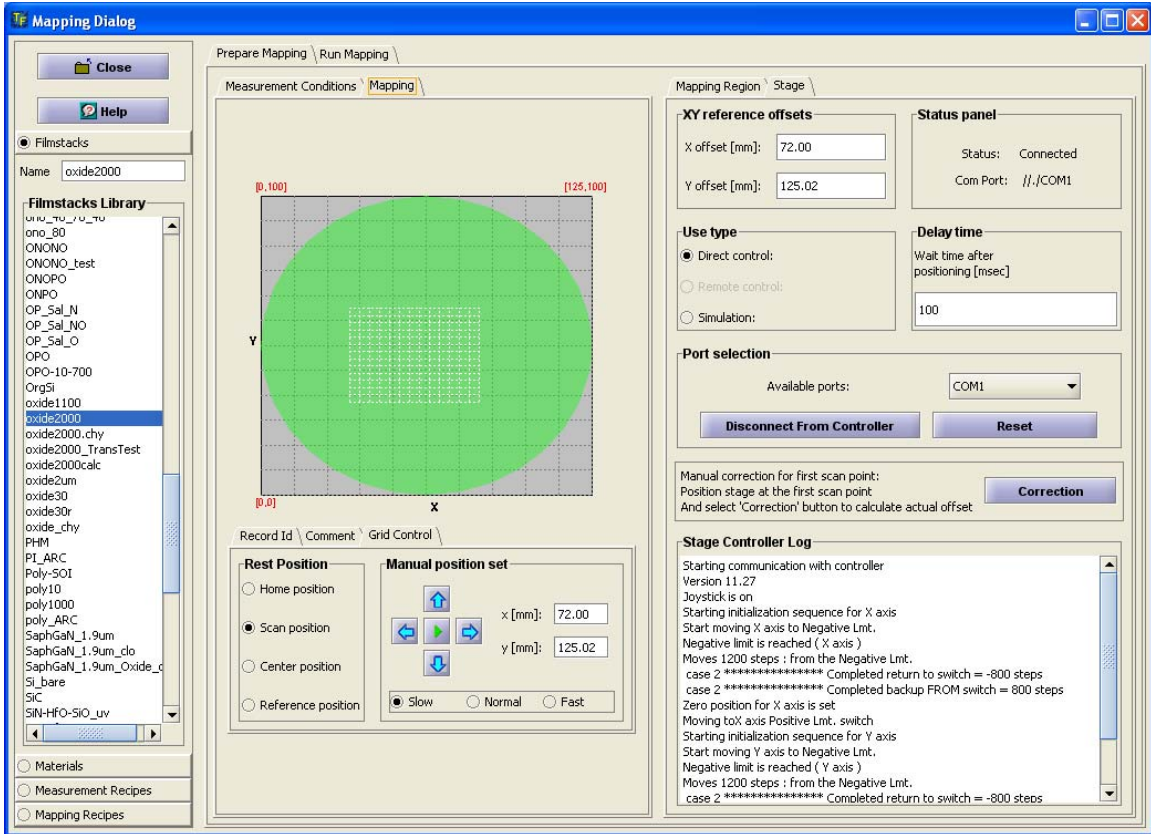 TF Mapping Dialog
Close
Help
Filmstacks
Name oxide2000
Filmstacks Library
ono_80
ONONO
ONONO_test
ONOPO
ONPO
OP_Sal_N
OP_Sal_NO
OP_Sal_O
OPO
OPO-10-700
OrgSi
oxide1100
oxide2000
oxide2000.chy
oxide2000_TransTest
oxide2000calc
oxide2um
oxide30
oxide30r
oxide_chy
PHM
PI_ARC
Poly-SOI
poly10
poly1000
poly_ARC
SaphGaN_1.9um
SaphGaN_1.9um_clo
SaphGaN_1.9um_Oxide_c
Si_bare
SiC
SiN-HfO-SiO_uv
Materials
Measurement Recipes
Mapping Recipes
Prepare Mapping Run Mapping
Measurement Conditions Mapping
[0,100] [125,100]
Y
[0,0] X
Record Id Comment Grid Control
Rest Position
Home position
Scan position
Center position
Reference position
Manual position set
x [mm]: 72.00
y [mm]: 125.02
Slow Normal Fast
Mapping Region Stage
XY reference offsets
X offset [mm]: 72.00
Y offset [mm]: 125.02
Status panel
Status: Connected
Com Port: //./COM1
Use type
Direct control:
Remote control:
Simulation:
Delay time
Wait time after
positioning [msec]
100
Port selection
Available ports: COM1
Disconnect From Controller Reset
Manual correction for first scan point:
Position stage at the first scan point
And select 'Correction' button to calculate actual offset
Correction
Stage Controller Log
Starting communication with controller
Version 11.27
Joystick is on
Starting initialization sequence for X axis
Start moving X axis to Negative Lmt.
Negative limit is reached ( X axis )
Moves 1200 steps : from the Negative Lmt.
case 2 *************** Completed return to switch = -800 steps
case 2 *************** Completed backup FROM switch = 800 steps
Zero position for X axis is set
Moving toX axis Positive Lmt. switch
Starting initialization sequence for Y axis
Start moving Y axis to Negative Lmt.
Negative limit is reached ( Y axis )
Moves 1200 steps : from the Negative Lmt.
case 2 *************** Completed return to switch = -800 steps